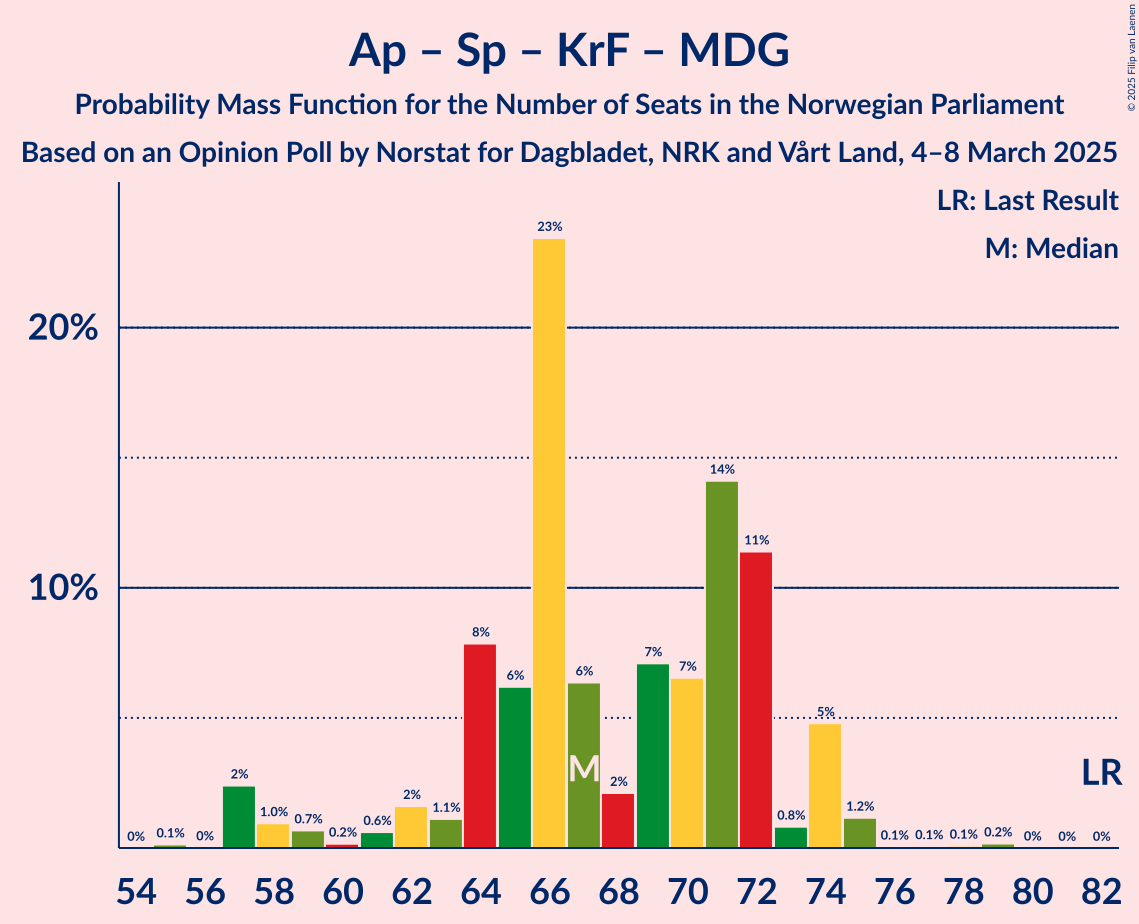 Ap – Sp – KrF – MDG
Probability Mass Function for the Number of Seats in the Norwegian Parliament
Based on an Opinion Poll by Norstat for Dagbladet, NRK and Vårt Land, 4–8 March 2025
© 2025 Filip van Laenen
LR: Last Result
M: Median
20%
10%
0% 0.1% 0% 2% 1.0% 0.7% 0.2% 0.6% 2% 1.1% 8% 6% 23% 6% 2% 7% 7% 14% 11% 0.8% 5% 1.2% 0.1% 0.1% 0.1% 0.2% 0% 0% 0%
M
LR
54 56 58 60 62 64 66 68 70 72 74 76 78 80 82